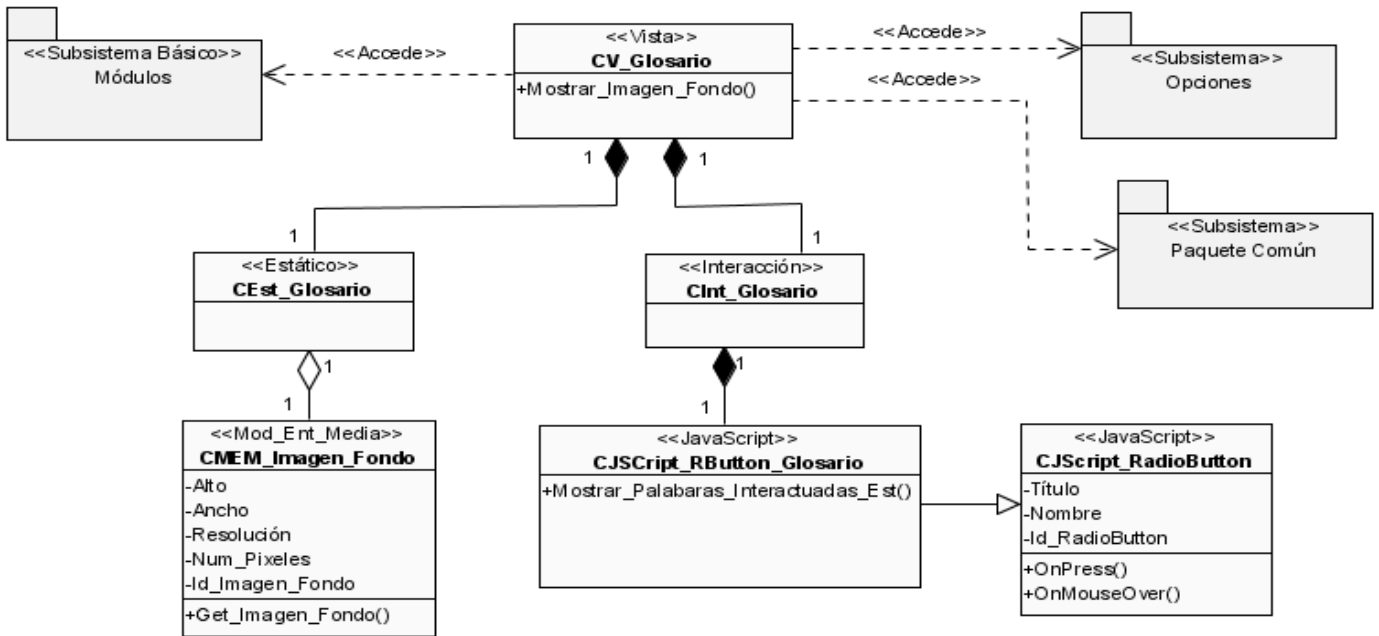 <<Subsistema Básico>>
Módulos
<<Accede>>
<<Vista>>
CV_Glosario
+Mostrar_Imagen_Fondo()
<<Accede>>
<<Accede>>
<<Subsistema>>
Opciones
<<Subsistema>>
Paquete Común
1
1
1
1
<<Estático>>
CEst_Glosario
<<Interacción>>
CInt_Glosario
1
1
1
1
<<Mod_Ent_Media>>
CMEM_Imagen_Fondo
-Alto
-Ancho
-Resolución
-Num_Pixeles
-Id_Imagen_Fondo
+Get_Imagen_Fondo()
<<JavaScript>>
CJSCript_RButton_Glosario
+Mostrar_Palabaras_Interactuadas_Est()
<<JavaScript>>
CJScript_RadioButton
-Título
-Nombre
-Id_RadioButton
+OnPress()
+OnMouseOver()